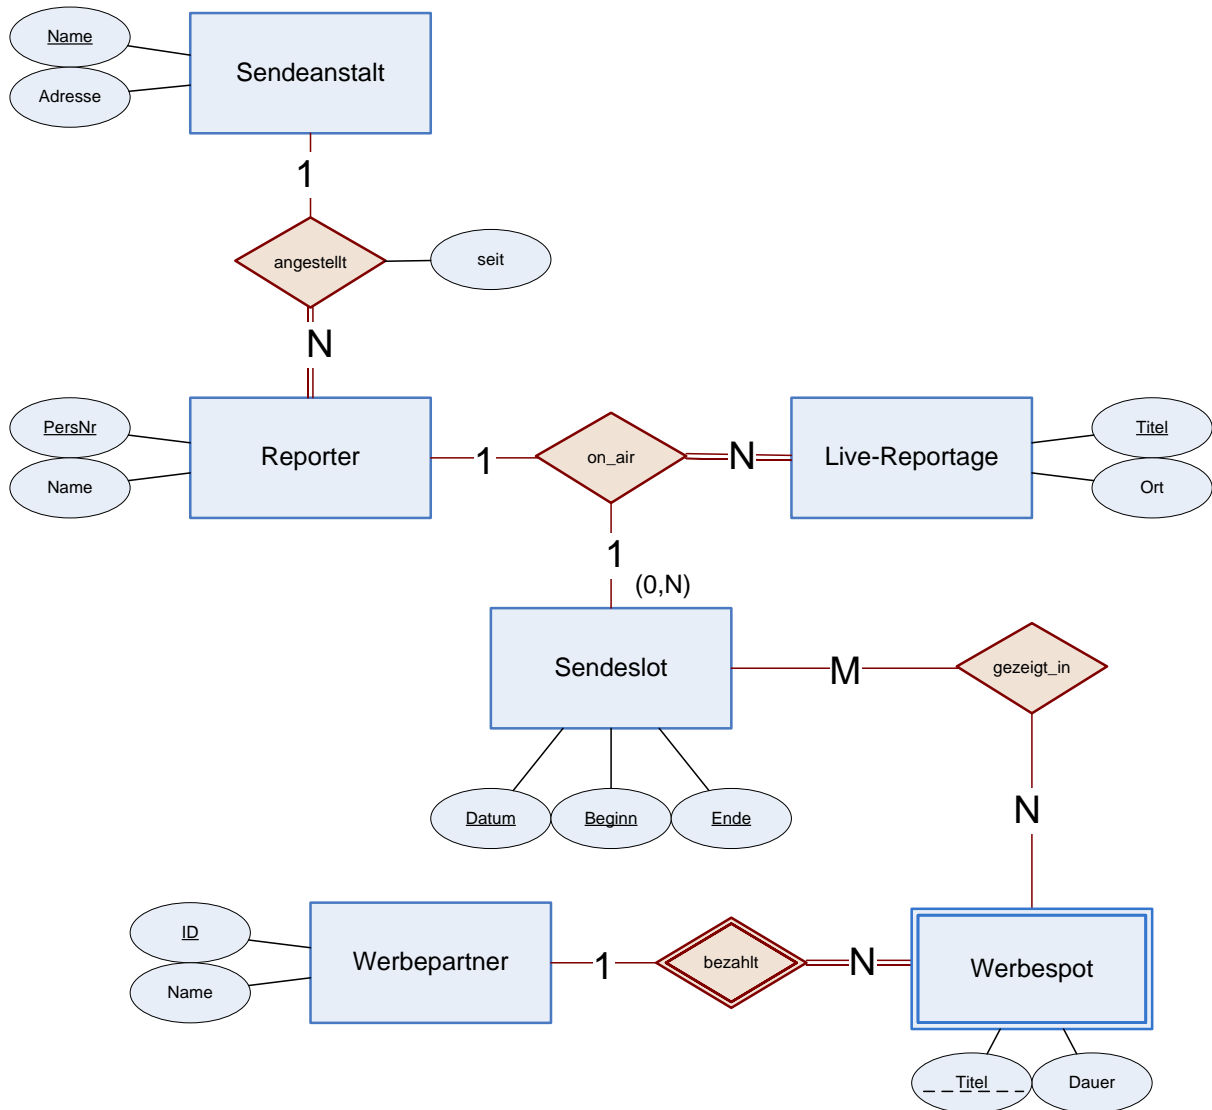 Name
Sendeanstalt
Adresse
1
angestellt
seit
N
PersNr
Name
Reporter
1
on_air
N
Live-Reportage
Titel
Ort
1
(0,N)
Sendeslot
M
gezeigt_in
Datum
Beginn
Ende
N
ID
Name
Werbepartner
1
bezahlt
N
Werbespot
Titel
Dauer